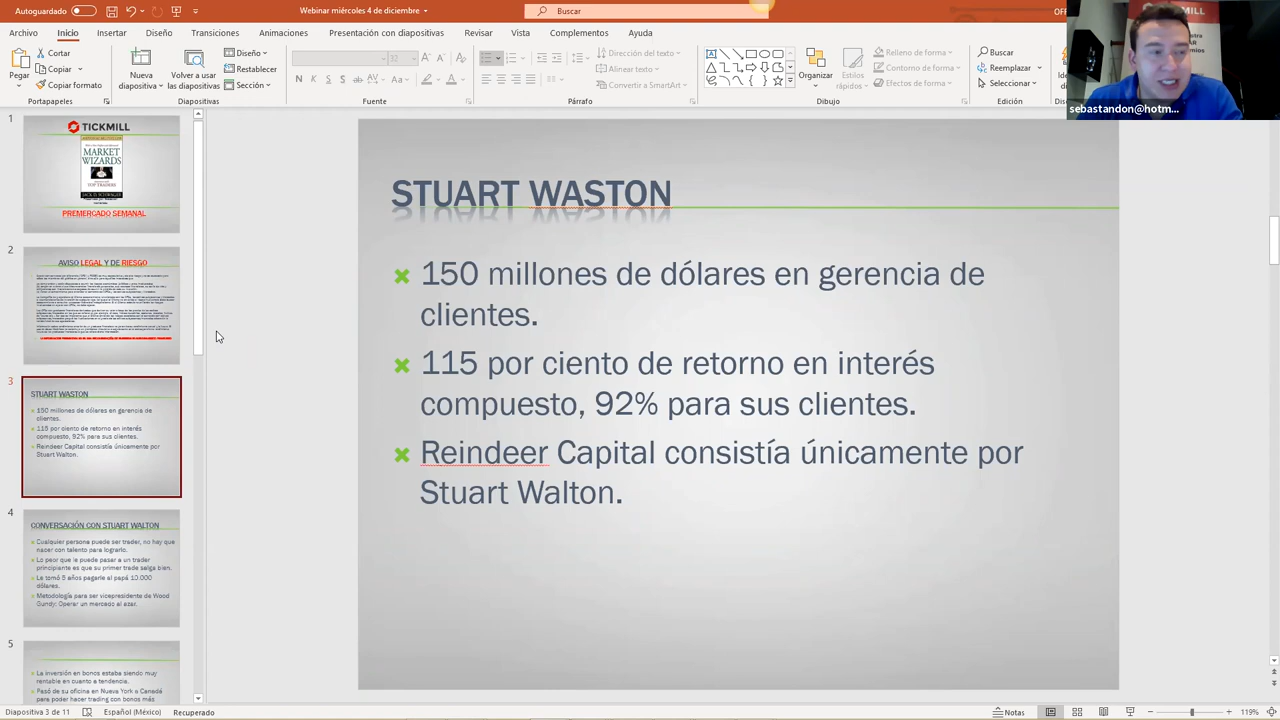 Autoguardado
Webinar miércoles 4 de diciembre
Buscar
Archivo Inicio Insertar Diseño Transiciones Animaciones Presentación con diapositivas Revisar Vista Complementos Ayuda
Pegar
Cortar
Copiar
Copiar formato
Portapapeles
Nueva diapositiva
Volver a usar las diapositivas
Diseño
Restablecer
Sección
Diapositivas
32
N K S
Fuente
Dirección del texto
Alinear texto
Convertir a SmartArt
Párrafo
Organizar
Estilos rápidos
Relleno de forma
Contorno de forma
Efectos de forma
Dibujo
Buscar
Reemplazar
Seleccionar
Edición
sebastandon@hotm...
1
TICKMILL
MARKET
WIZARDS
TOP TRADERS
PREMERCADO SEMANAL
2
AVISO LEGAL Y DE RIESGO
3
STUART WASTON
150 millones de dólares en gerencia de
clientes.
115 por ciento de retorno en interés
compuesto, 92% para sus clientes.
Reindeer Capital consistía únicamente por
Stuart Walton.
4
CONVERSACIÓN CON STUART WALTON
Cualquier persona puede ser trader, no hay que
nacer con talento para lograrlo.
Lo peor que le puede pasar a un trader
principiante es que su primer trade salga bien.
Le tomó 8 años pagarle al papá 10.000
dólares.
Metodología para ser vicepresidente de Wood
Gundy: Operar un mercado al azar.
5
La inversión en bonos estaba siendo muy
rentable en cuanto a tendencia.
Pasó de su oficina en Nueva York a Canadá
para poder hacer trading con bonos más
STUART WASTON
150 millones de dólares en gerencia de
clientes.
115 por ciento de retorno en interés
compuesto, 92% para sus clientes.
Reindeer Capital consistía únicamente por
Stuart Walton.
Diapositiva 3 de 11 Español (México) Recuperado Notas 119%